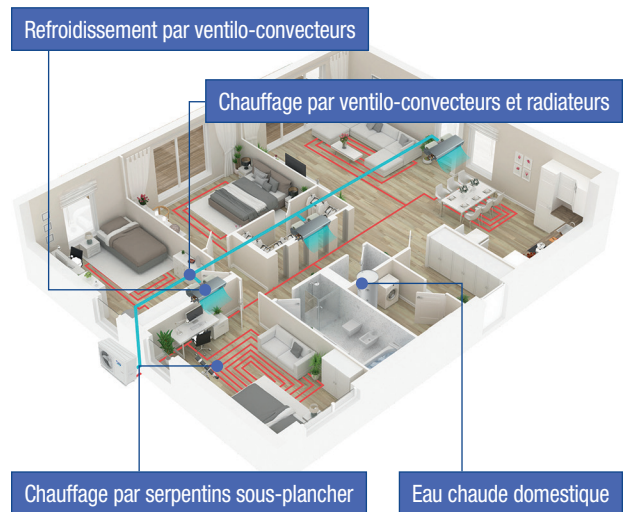 Refroidissement par ventilo-convecteurs
Chauffage par ventilo-convecteurs et radiateurs
Chauffage par serpentins sous-plancher
Eau chaude domestique